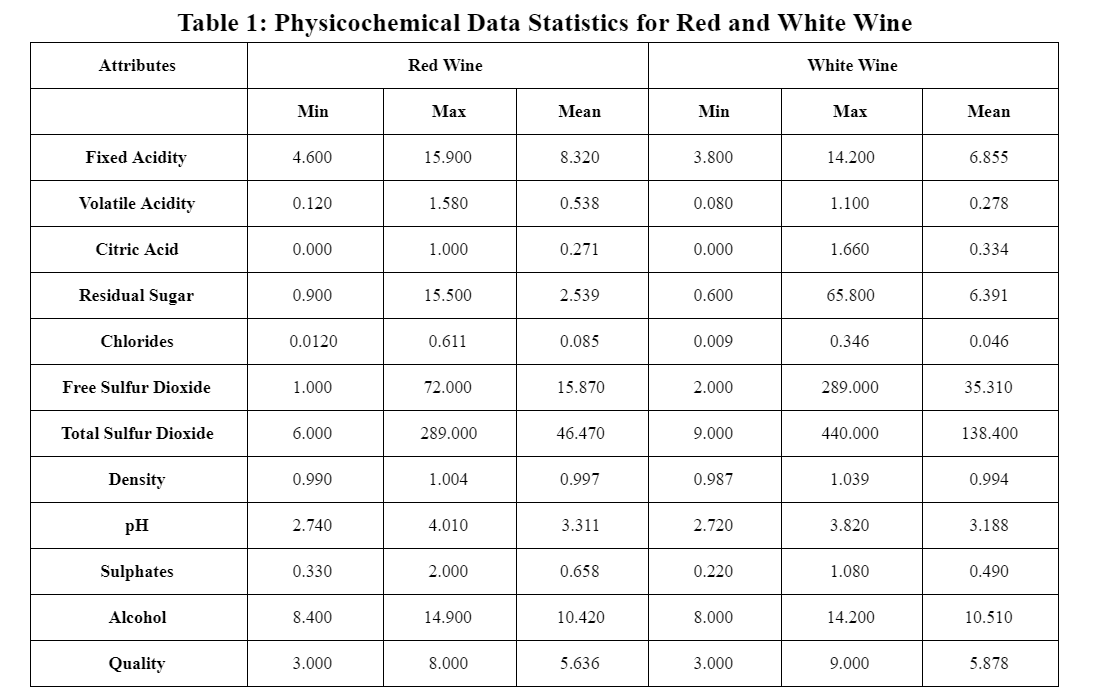 Table 1: Physicochemical Data Statistics for Red and White Wine
Attributes Red Wine White Wine
Min Max Mean Min Max Mean
Fixed Acidity 4.600 15.900 8.320 3.800 14.200 6.855
Volatile Acidity 0.120 1.580 0.538 0.080 1.100 0.278
Citric Acid 0.000 1.000 0.271 0.000 1.660 0.334
Residual Sugar 0.900 15.500 2.539 0.600 65.800 6.391
Chlorides 0.0120 0.611 0.085 0.009 0.346 0.046
Free Sulfur Dioxide 1.000 72.000 15.870 2.000 289.000 35.310
Total Sulfur Dioxide 6.000 289.000 46.470 9.000 440.000 138.400
Density 0.990 1.004 0.997 0.987 1.039 0.994
pH 2.740 4.010 3.311 2.720 3.820 3.188
Sulphates 0.330 2.000 0.658 0.220 1.080 0.490
Alcohol 8.400 14.900 10.420 8.000 14.200 10.510
Quality 3.000 8.000 5.636 3.000 9.000 5.878